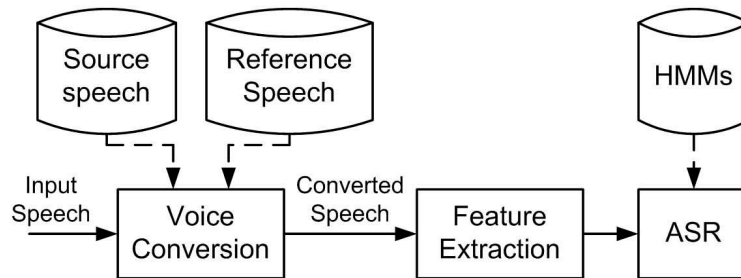 Source
speech
Reference
Speech
HMMs
Input
Speech
Voice
Conversion
Converted
Speech
Feature
Extraction
ASR